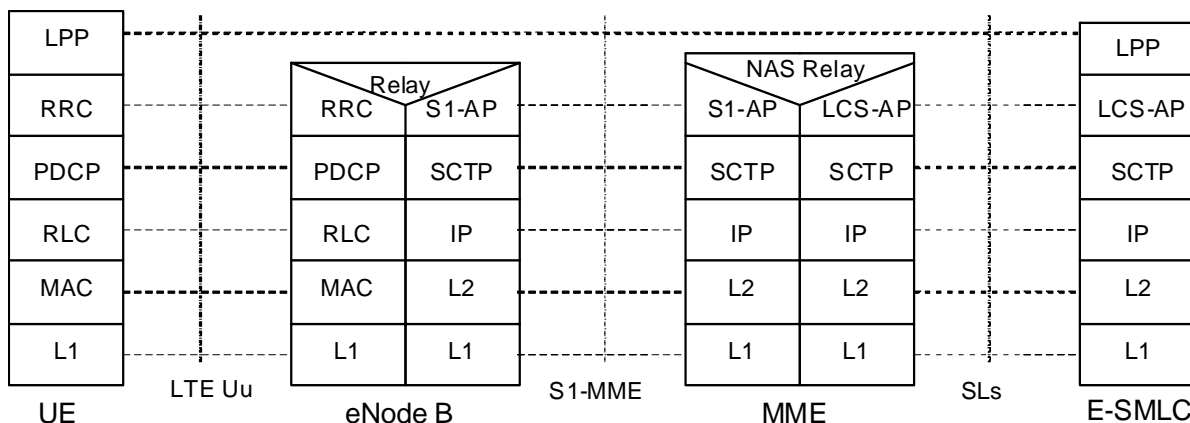 LPP
LPP
Relay
NAS Relay
RRC
RRC
S1-AP
S1-AP
LCS-AP
LCS-AP
PDCP
PDCP
SCTP
SCTP
SCTP
SCTP
RLC
RLC
IP
IP
IP
IP
MAC
MAC
L2
L2
L2
L2
L1
L1
L1
L1
L1
L1
LTE Uu
S1-MME
SLs
UE
eNode B
MME
E-SMLC